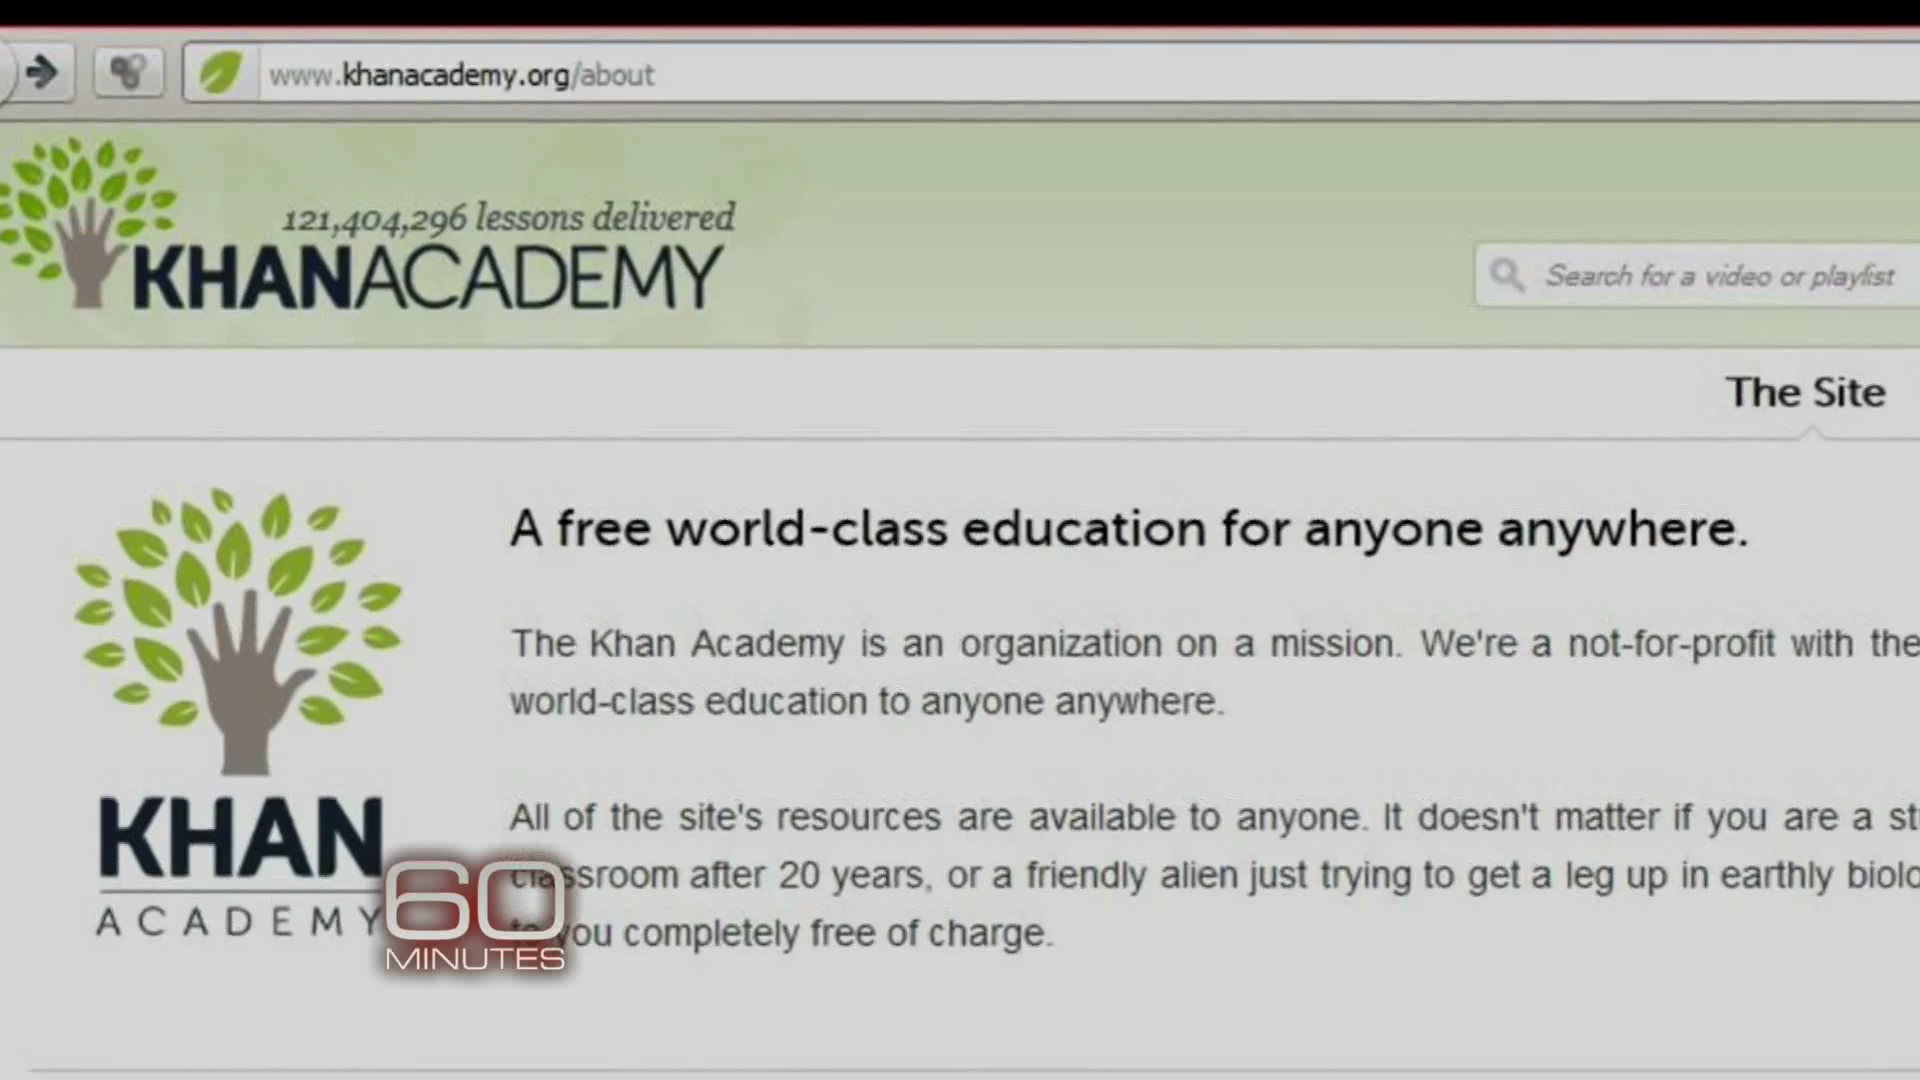 www.khanacademy.org/about
121,404,296 lessons delivered
KHANACADEMY
Search for a video or playlist
The Site
A free world-class education for anyone anywhere.
The Khan Academy is an organization on a mission. We're a not-for-profit with the
world-class education to anyone anywhere.
All of the site's resources are available to anyone. It doesn't matter if you are a
classroom after 20 years, or a friendly alien just trying to get a leg up in earthly
to you completely free of charge.
KHAN
ACADEMY
60
MINUTES